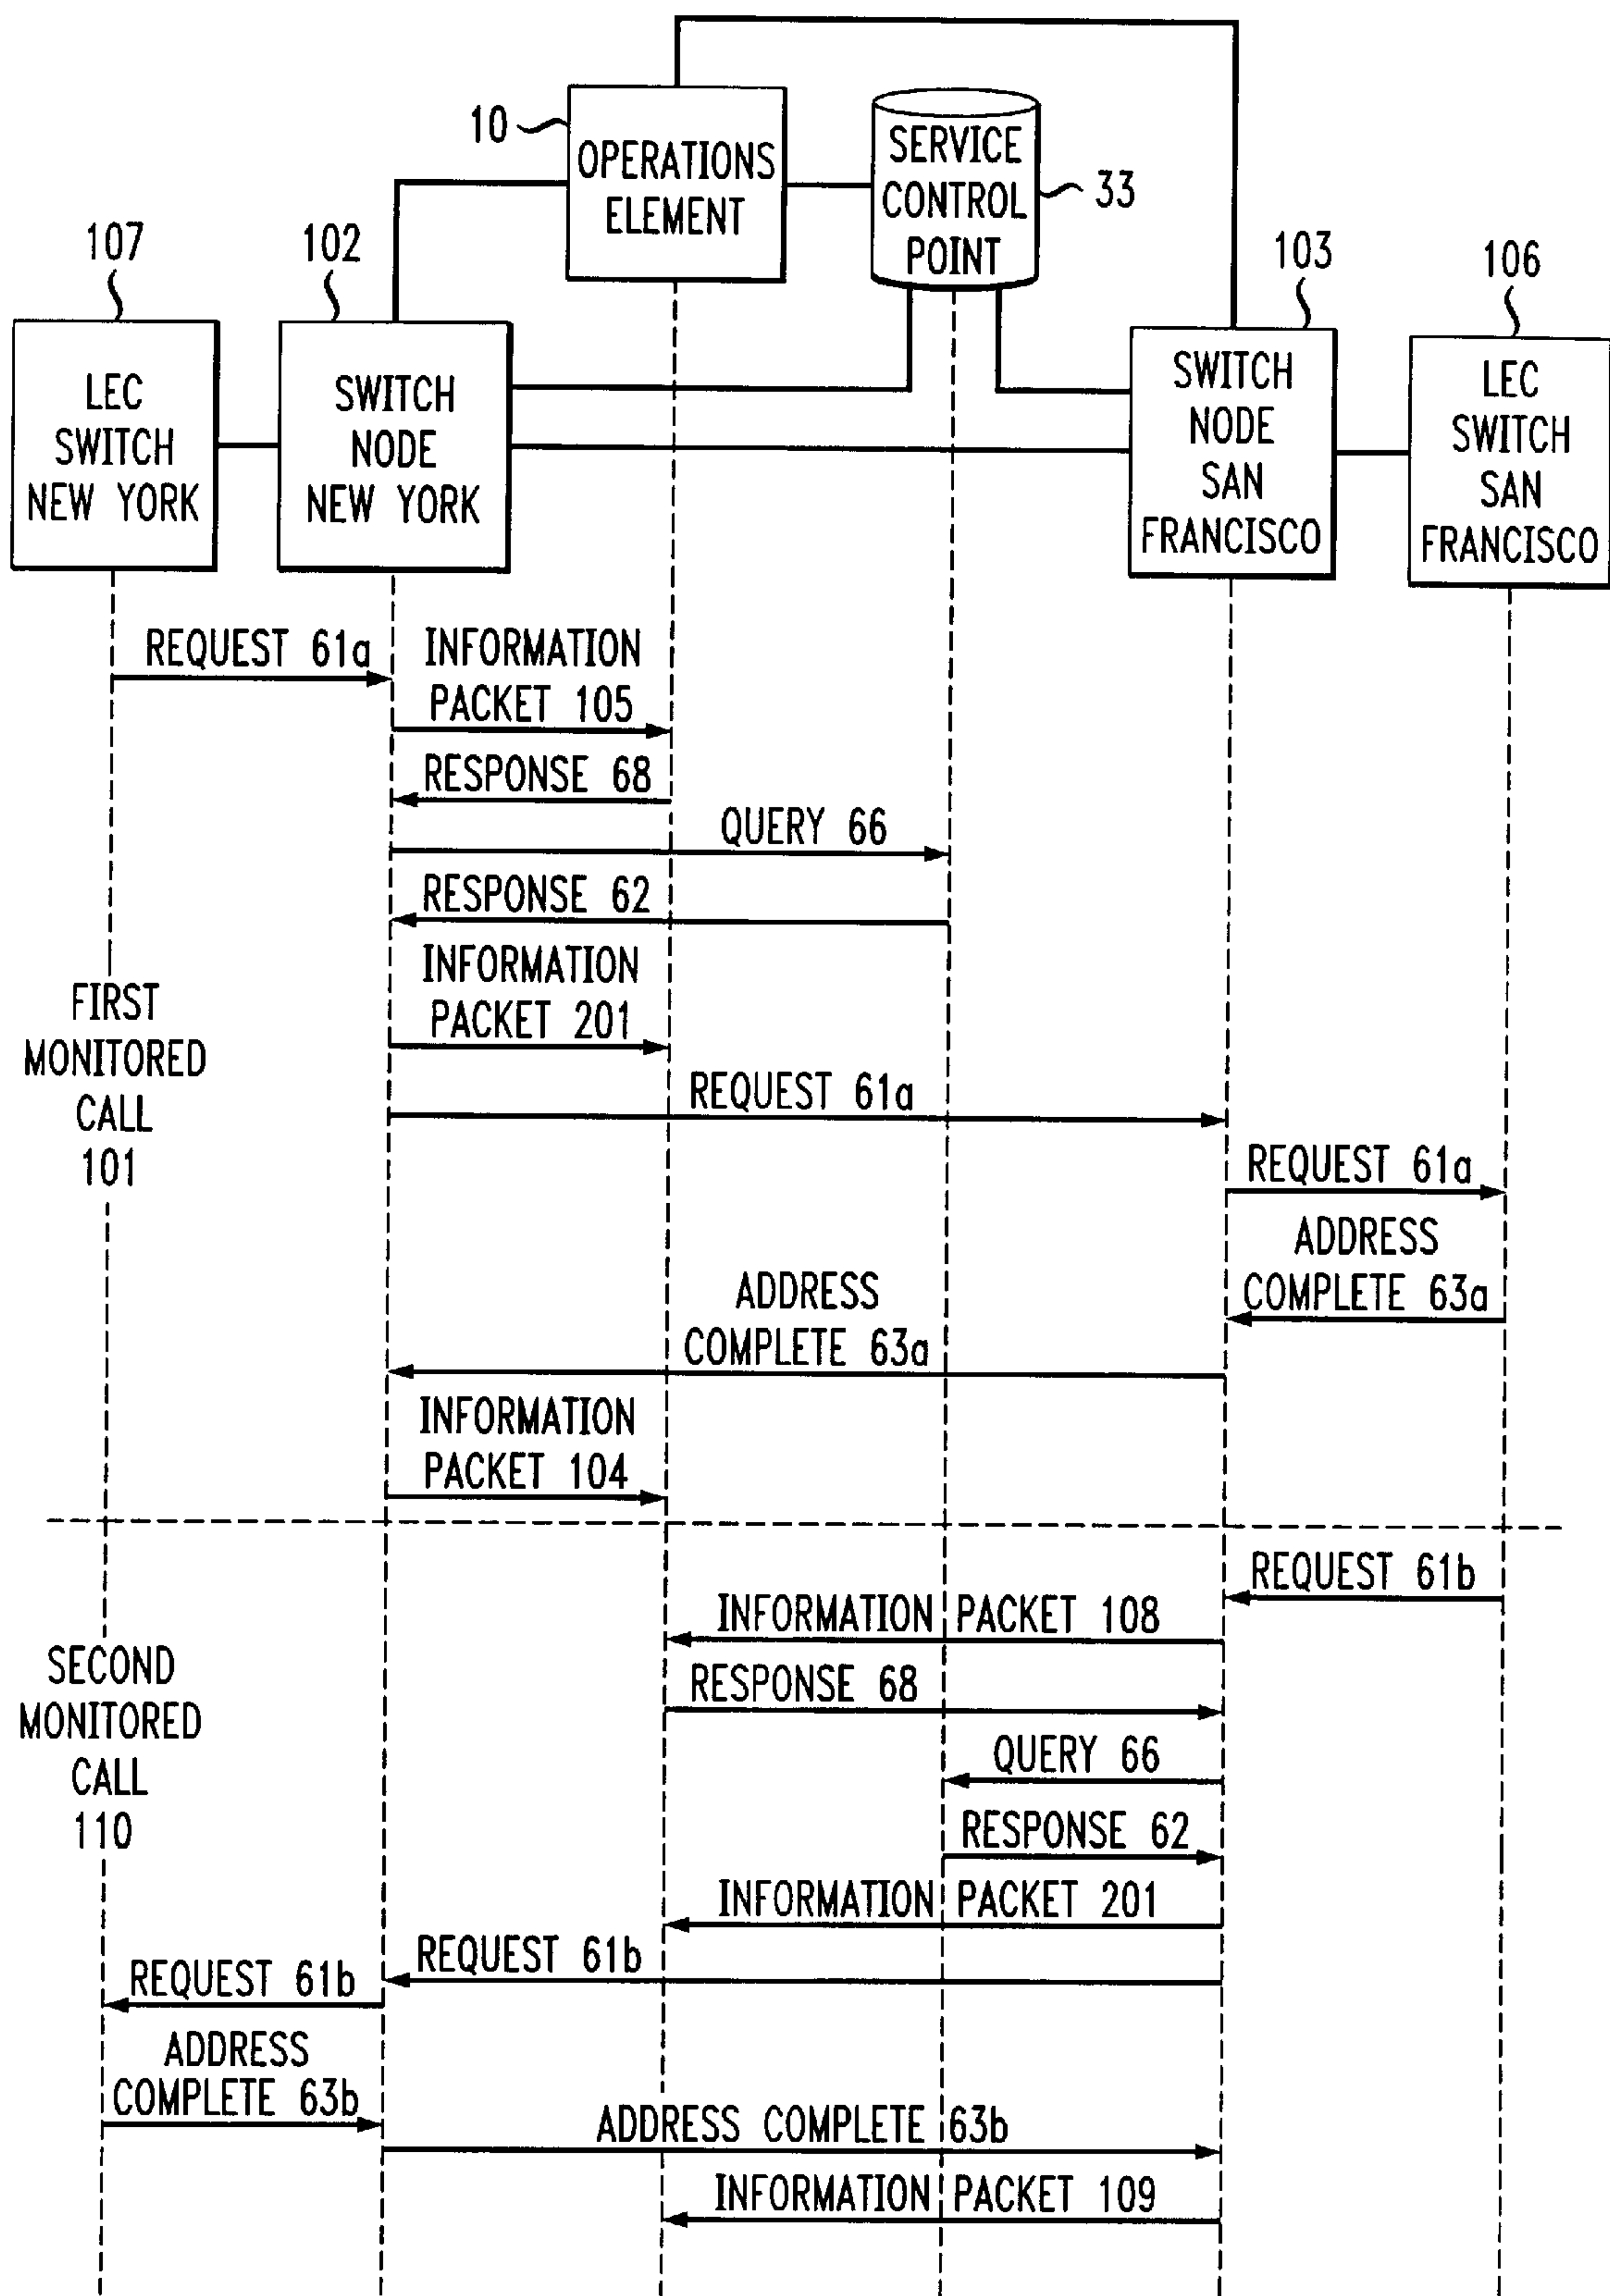 10
OPERATIONS
ELEMENT
SERVICE
CONTROL
POINT
33
107
LEC
SWITCH
NEW YORK
102
SWITCH
NODE
NEW YORK
103
SWITCH
NODE
SAN
FRANCISCO
106
LEC
SWITCH
SAN
FRANCISCO
REQUEST 61a
INFORMATION
PACKET 105
RESPONSE 68
QUERY 66
RESPONSE 62
INFORMATION
PACKET 201
FIRST
MONITORED
CALL
101
REQUEST 61a
REQUEST 61a
ADDRESS
COMPLETE 63a
ADDRESS
COMPLETE 63a
INFORMATION
PACKET 104
REQUEST 61b
INFORMATION PACKET 108
SECOND
MONITORED
CALL
110
RESPONSE 68
QUERY 66
RESPONSE 62
INFORMATION PACKET 201
REQUEST 61b
REQUEST 61b
ADDRESS
COMPLETE 63b
ADDRESS COMPLETE 63b
INFORMATION PACKET 109